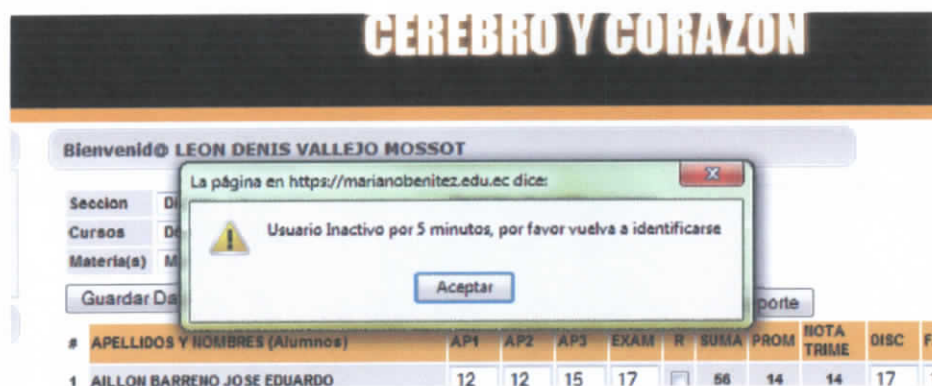 CEREBRO Y CORAZON
Bienvenid@ LEON DENIS VALLEJO MOSSOT
La página en https://marianobenitez.edu.ec dice:
Seccion
Usuario Inactivo por 5 minutos, por favor vuelva a identificarse
Cursos
Materia(s)
Aceptar
Guardar
# APELLIDOS Y NOMBRES (Alumnos) AP1 AP2 AP3 EXAM R SUMA PROM NOTA TRIME DISC
1 AILLON BARRENO JOSE EDUARDO 12 12 15 17 56 14 14 17